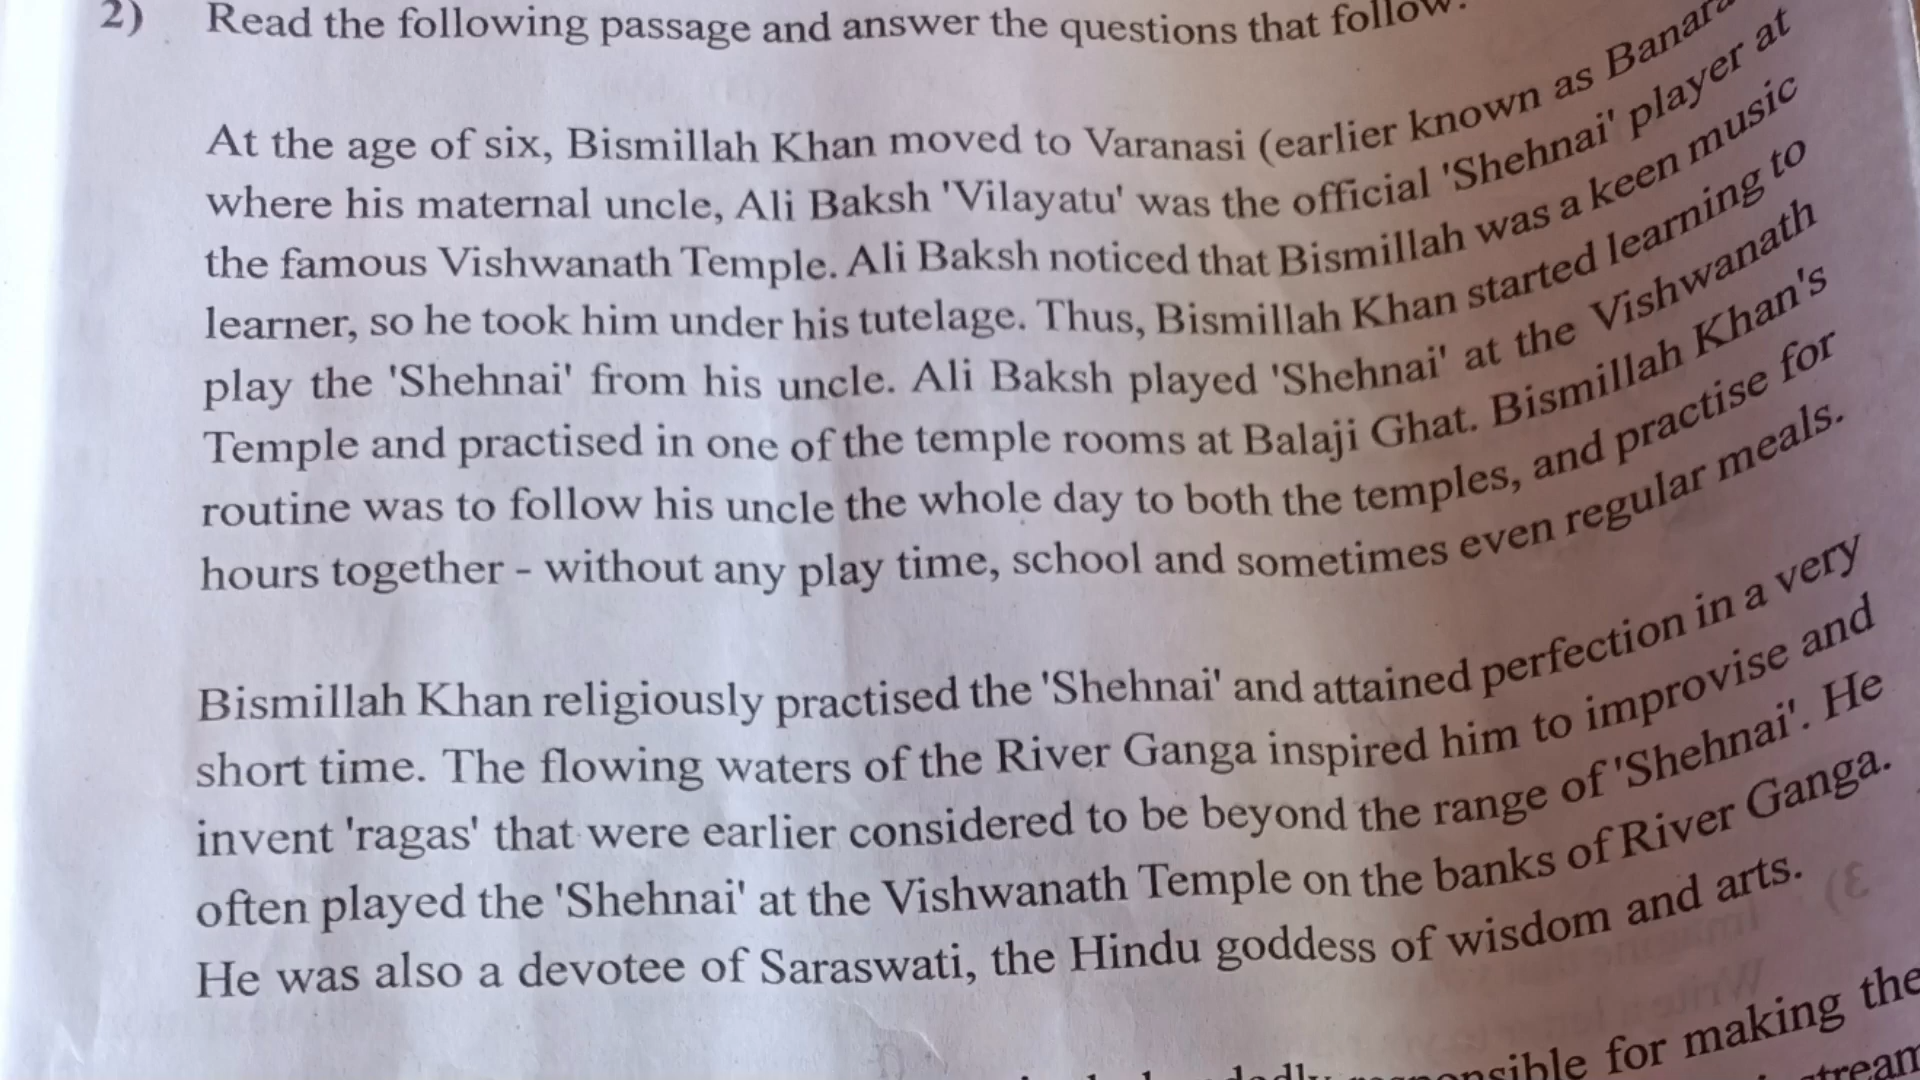 2) Read the following passage and answer the questions that follow.
At the age of six, Bismillah Khan moved to Varanasi (earlier known as
where his maternal uncle, Ali Baksh 'Vilayatu' was the official 'Shehnai' player at
the famous Vishwanath Temple. Ali Baksh noticed that Bismillah was a keen music
learner, so he took him under his tutelage. Thus, Bismillah Khan started learning to
play the 'Shehnai' from his uncle. Ali Baksh played 'Shehnai' at the Vishwanath
Temple and practised in one of the temple rooms at Balaji Ghat. Bismillah Khan's
routine was to follow his uncle the whole day to both the temples, and practise for
hours together - without any play time, school and sometimes even regular meals.
Bismillah Khan religiously practised the 'Shehnai' and attained perfection in a very
short time. The flowing waters of the River Ganga inspired him to improvise and
invent 'ragas' that were earlier considered to be beyond the range of 'Shehnai'. He
often played the 'Shehnai' at the Vishwanath Temple on the banks of River Ganga.
He was also a devotee of Saraswati, the Hindu goddess of wisdom and arts.
for making the